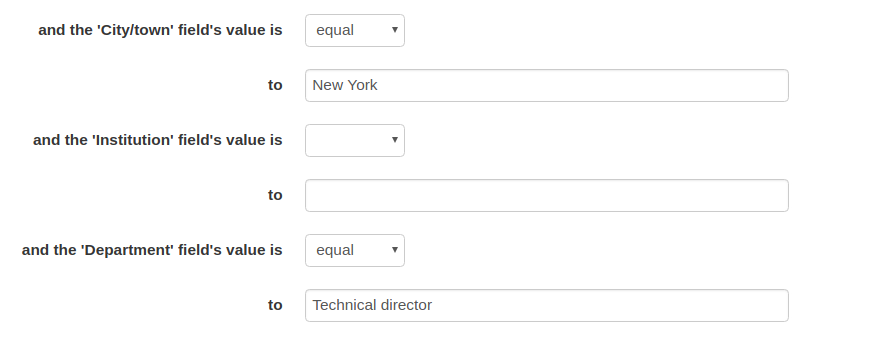 and the 'City/town' field's value is equal
to New York
and the 'Institution' field's value is
to
and the 'Department' field's value is equal
to Technical director